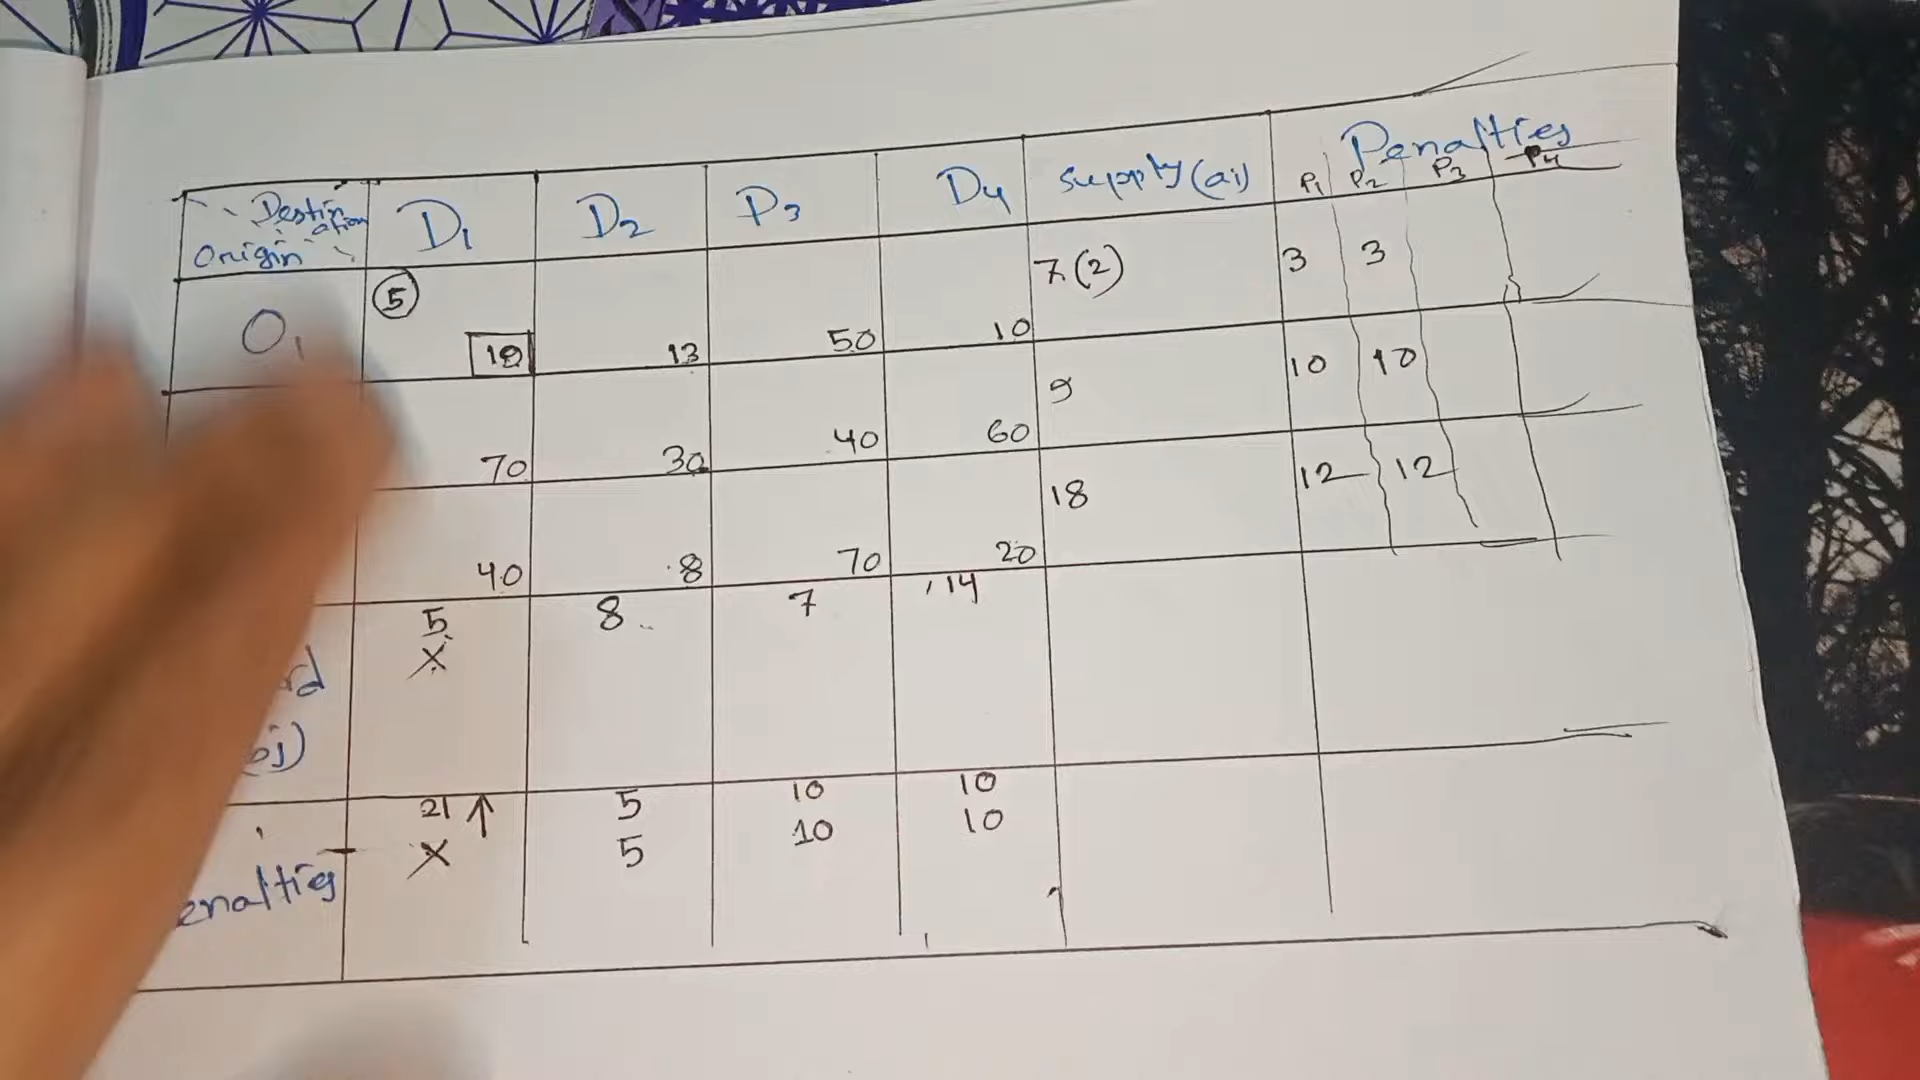 Penalties
Destination D1 D2 D3 D4 Supply (ai) P1 P2 P3 P4
Origin
O1 5 19 13 50 10 7 (2) 3 3
70 30 40 60 9 10 10
40 8 70 20 18 12 12
5 8 7 14
X
21 ↑ 5 10 10
X 5 10 10